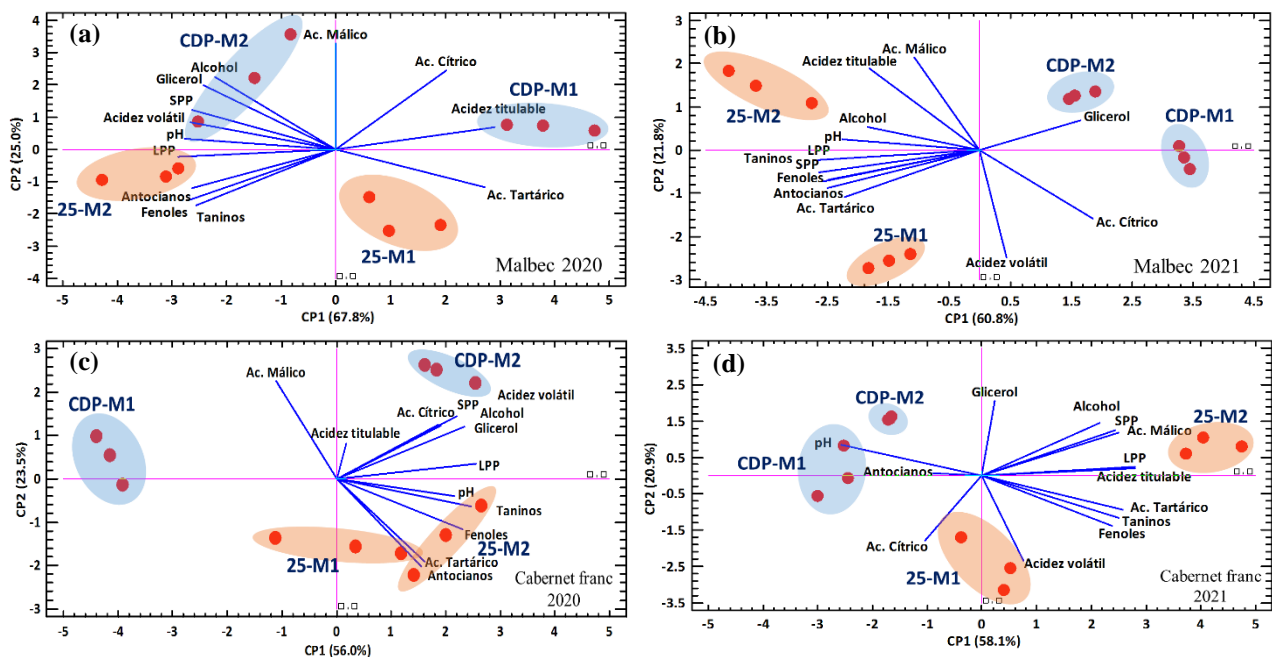 (a)
CDP-M2
Ac. Málico
Ac. Cítrico
CDP-M1
Alcohol
Glicerol
SPP
Acidez titulable
Acidez volátil
pH
LPP
Ac. Tartárico
Antocianos
25-M2
Fenoles
Taninos
25-M1
Malbec 2020
CP2 (25.0%)
4
3
2
1
0
-1
-2
-3
-4
-5 -4 -3 -2 -1 0 1 2 3 4 5
CP1 (67.8%)
(b)
Ac. Málico
Acidez titulable
CDP-M2
25-M2
Glicerol
CDP-M1
Alcohol
pH
LPP
Taninos
SPP
Fenoles
Antocianos
Ac. Tartárico
Ac. Cítrico
25-M1
Acidez volátil
Malbec 2021
CP2 (21.8%)
3
2
1
0
-1
-2
-3
-4.5 -3.5 -2.5 -1.5 -0.5 0.5 1.5 2.5 3.5 4.5
CP1 (60.8%)
(c)
CDP-M2
Ac. Málico
Acidez volátil
CDP-M1
SPP
Ac. Cítrico Alcohol
Glicerol
Acidez titulable
LPP
pH
Taninos
Fenoles
25-M2
25-M1
Ac. Tartárico
Antocianos
Cabernet franc
2020
CP2 (23.5%)
3
2
1
0
-1
-2
-3
-5 -4 -3 -2 -1 0 1 2 3 4 5
CP1 (56.0%)
(d)
CDP-M2
Glicerol
Alcohol
25-M2
SPP
Ac. Málico
pH
LPP
CDP-M1
Antocianos
Acidez titulable
Ac. Tartárico
Taninos
Fenoles
Ac. Cítrico
Acidez volátil
25-M1
Cabernet franc
2021
CP2 (20.9%)
3.5
2.5
1.5
0.5
-0.5
-1.5
-2.5
-3.5
-5 -4 -3 -2 -1 0 1 2 3 4 5
CP1 (58.1%)